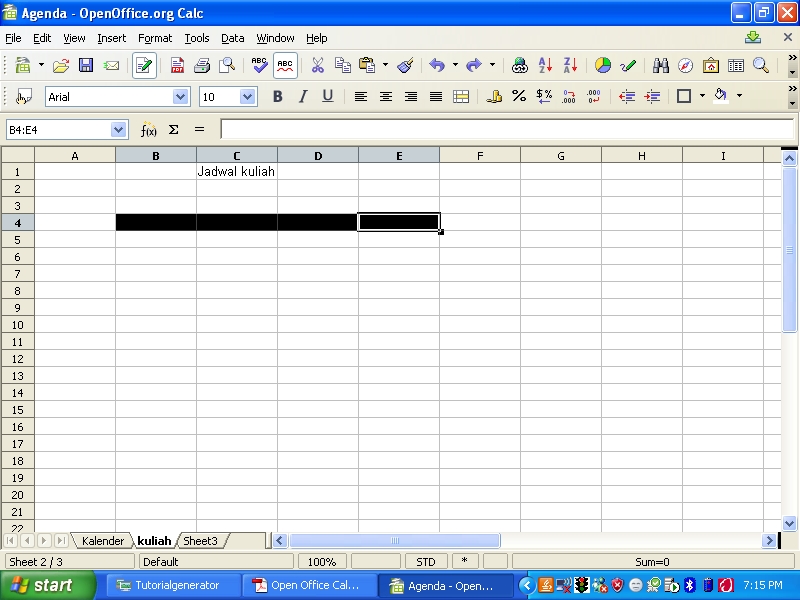 Agenda - OpenOffice.org Calc
File Edit View Insert Format Tools Data Window Help
Arial 10
B4:E4
A B C D E F G H I
1 Jadwal kuliah
2
3
4
5
6
7
8
9
10
11
12
13
14
15
16
17
18
19
20
21
22
Kalender kuliah Sheet3
Sheet 2 / 3 Default 100% STD * Sum=0
start Tutorialgenerator Open Office Cal... Agenda - Open... 7:15 PM